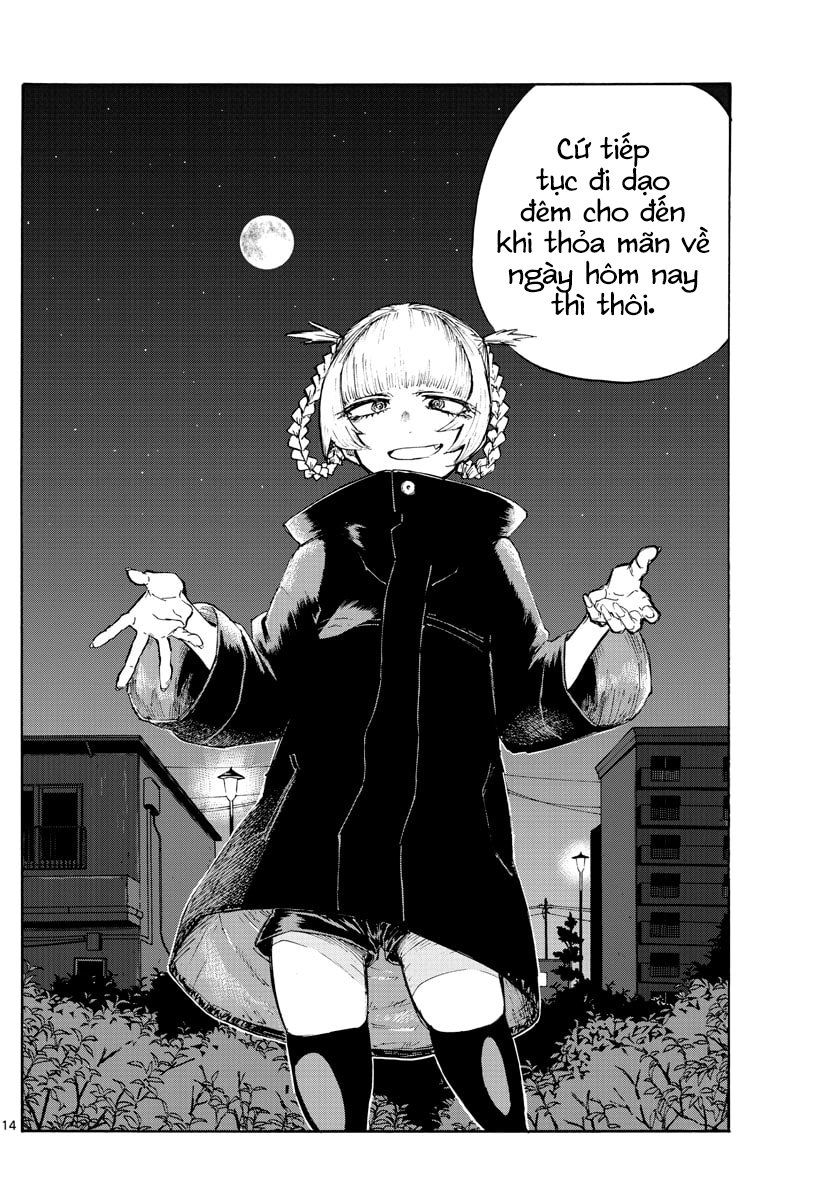 Cứ tiếp
tục đi dạo
đêm cho đến
khi thỏa mãn về
ngày hôm nay
thì thôi.
14